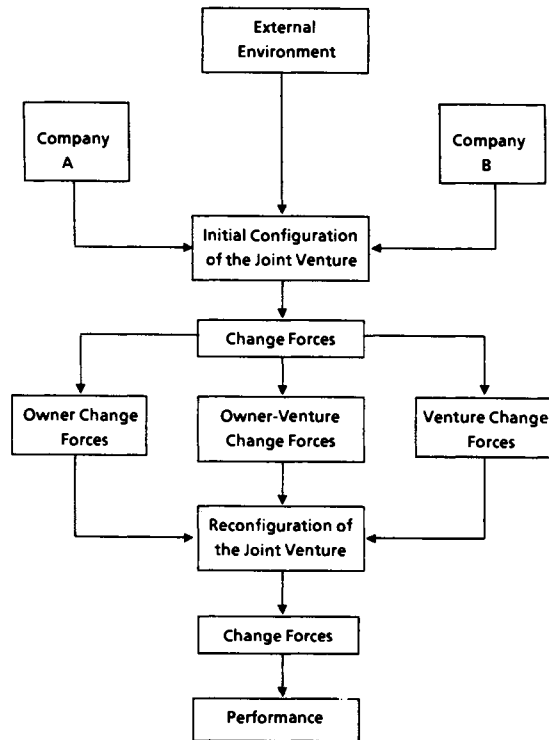 External
Environment
Company
A
Company
B
Initial Configuration
of the Joint Venture
Change Forces
Owner Change
Forces
Owner-Venture
Change Forces
Venture Change
Forces
Reconfiguration of
the Joint Venture
Change Forces
Performance